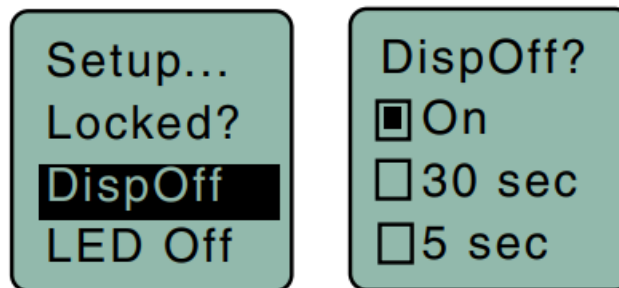 Setup...
Locked?
DispOff
LED Off
DispOff?
On
30 sec
5 sec